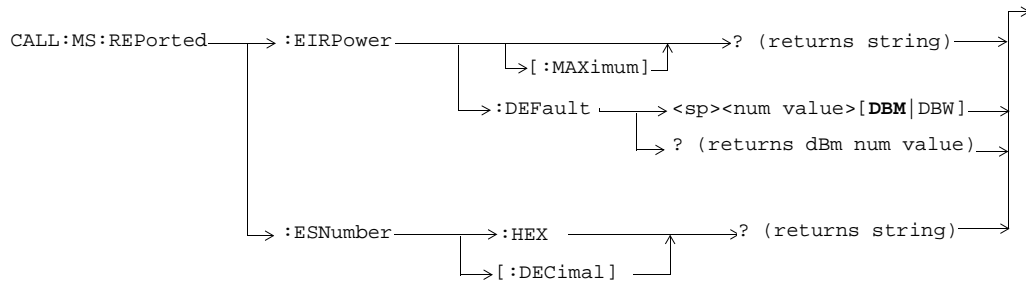 CALL:MS:REPorted :EIRPower ? (returns string)
[:MAXimum]
:DEFault <sp><num value>[DBM|DBW]
? (returns dBm num value)
:ESNumber :HEX ? (returns string)
[:DECimal]